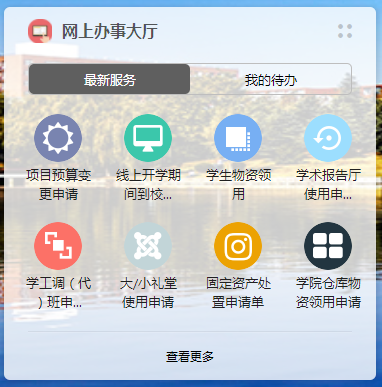 网上办事大厅
最新服务 我的待办
项目预算变
更申请
线上开学期
间到校...
学生物资领
用
学术报告厅
使用申...
学工调（代
）班申...
大/小礼堂
使用申请
固定资产处
置申请单
学院仓库物
资领用申请
查看更多